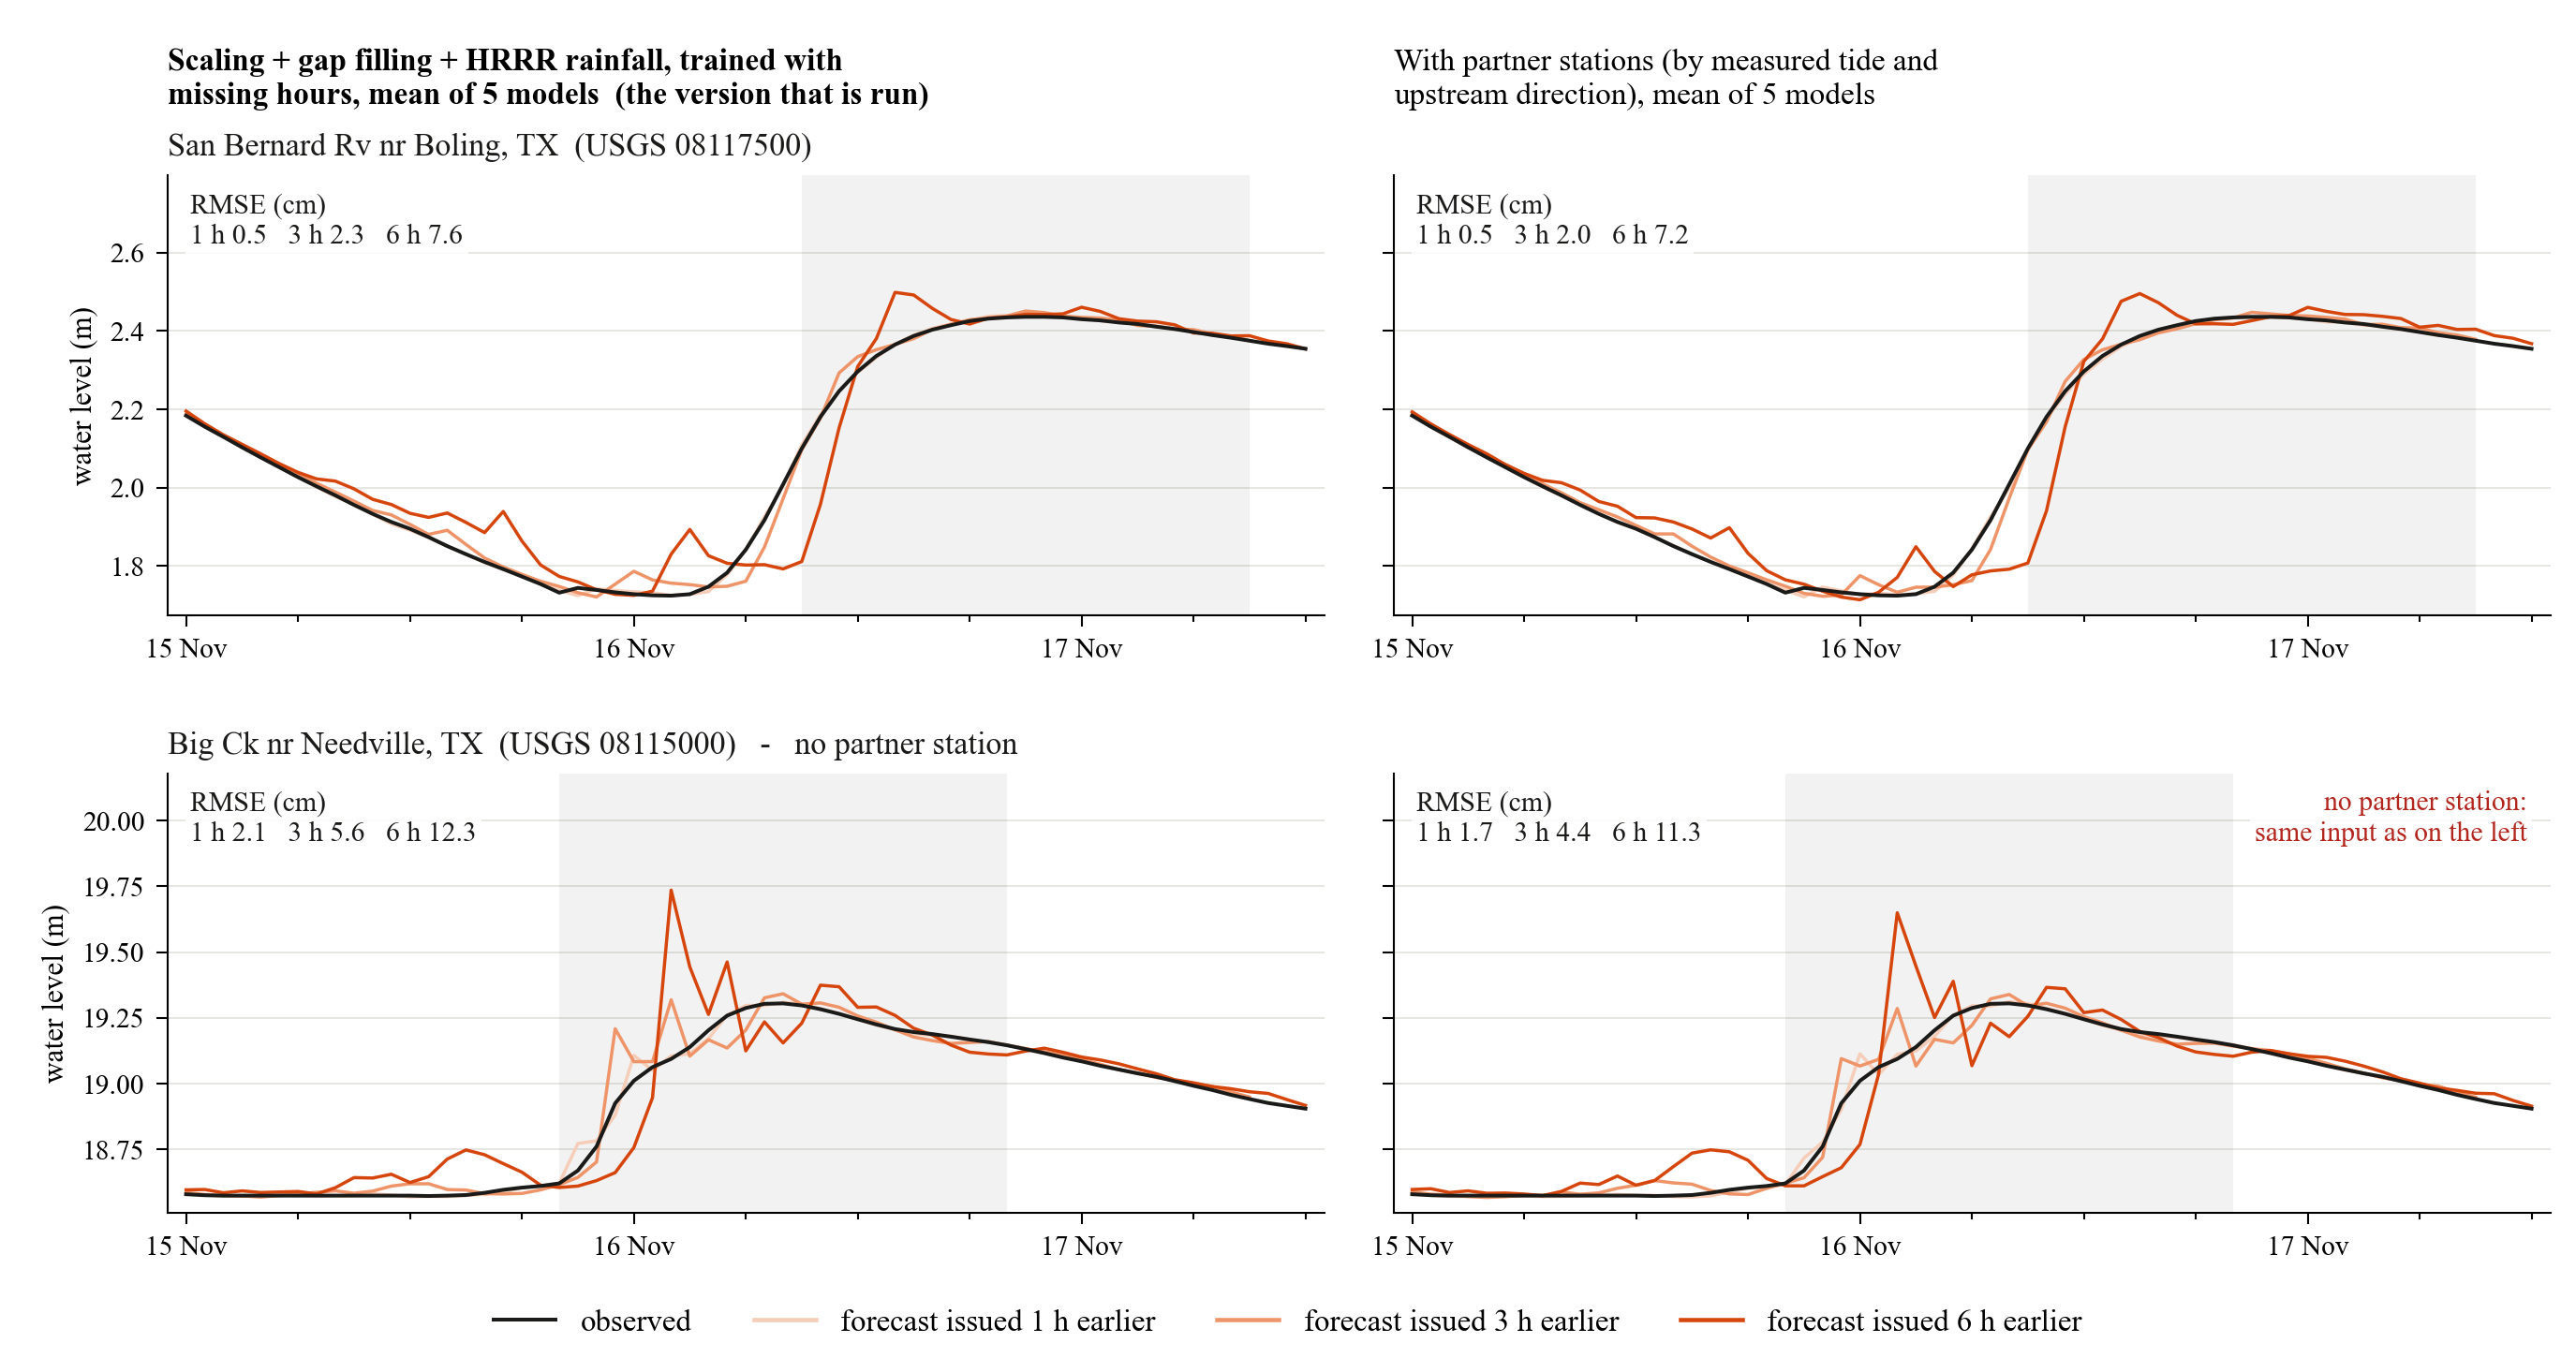 Scaling + gap filling + HRRR rainfall, trained with
missing hours, mean of 5 models  (the version that is run)
With partner stations (by measured tide and
upstream direction), mean of 5 models
San Bernard Rv nr Boling, TX  (USGS 08117500)
RMSE (cm)
1 h 0.5   3 h 2.3   6 h 7.6
2.6
2.4
2.2
2.0
1.8
water level (m)
15 Nov
16 Nov
17 Nov
RMSE (cm)
1 h 0.5   3 h 2.0   6 h 7.2
15 Nov
16 Nov
17 Nov
Big Ck nr Needville, TX  (USGS 08115000)   -   no partner station
RMSE (cm)
1 h 2.1   3 h 5.6   6 h 12.3
20.00
19.75
19.50
19.25
19.00
18.75
water level (m)
15 Nov
16 Nov
17 Nov
RMSE (cm)
1 h 1.7   3 h 4.4   6 h 11.3
no partner station:
same input as on the left
15 Nov
16 Nov
17 Nov
observed
forecast issued 1 h earlier
forecast issued 3 h earlier
forecast issued 6 h earlier